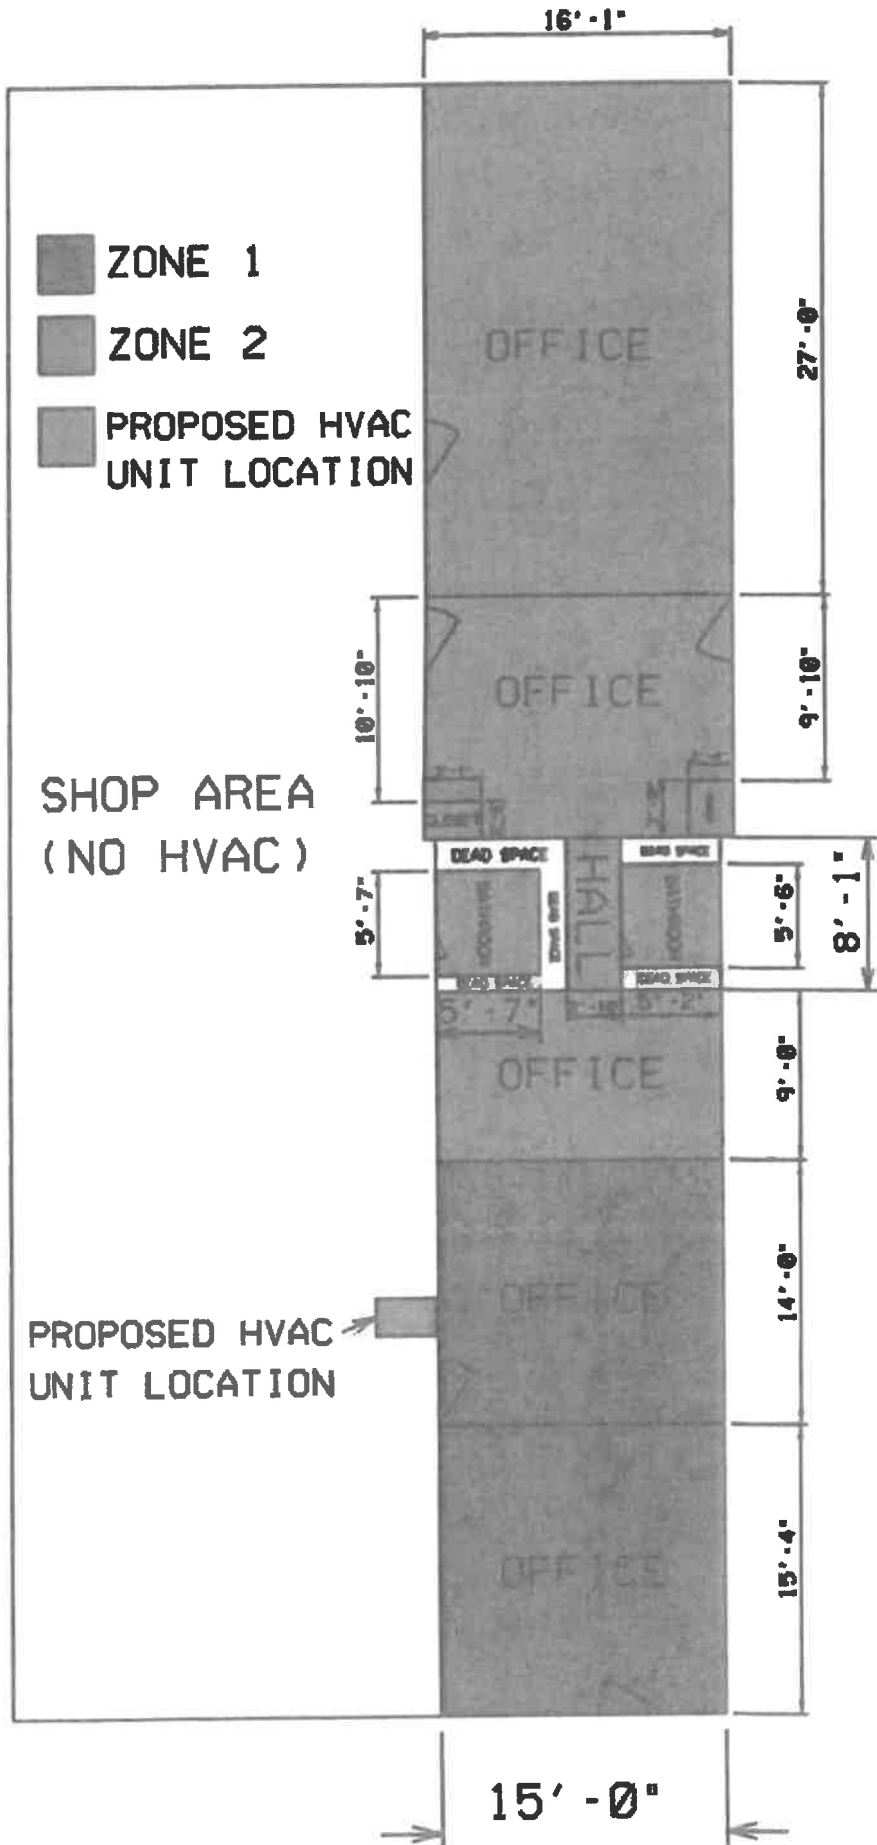 16'-1"
ZONE 1
ZONE 2
PROPOSED HVAC
UNIT LOCATION
OFFICE
27'-0"
10'-10"
OFFICE
9'-10"
SHOP AREA
(NO HVAC)
DEAD SPACE
HALL
DEAD SPACE
5'-7"
BATHROOM
DEAD SPACE
BATHROOM
5'-6"
8'-1"
DEAD SPACE
DEAD SPACE
5'-7"
5'-2"
OFFICE
9'-0"
OFFICE
14'-0"
PROPOSED HVAC
UNIT LOCATION
OFFICE
15'-4"
15'-0"